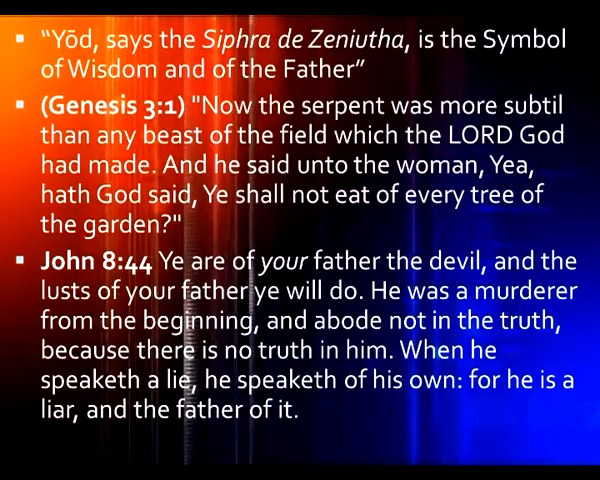 ▪ “Yōd, says the Siphra de Zeniutha, is the Symbol
of Wisdom and of the Father”
▪ (Genesis 3:1) "Now the serpent was more subtil
than any beast of the field which the LORD God
had made. And he said unto the woman, Yea,
hath God said, Ye shall not eat of every tree of
the garden?"
▪ John 8:44 Ye are of your father the devil, and the
lusts of your father ye will do. He was a murderer
from the beginning, and abode not in the truth,
because there is no truth in him. When he
speaketh a lie, he speaketh of his own: for he is a
liar, and the father of it.